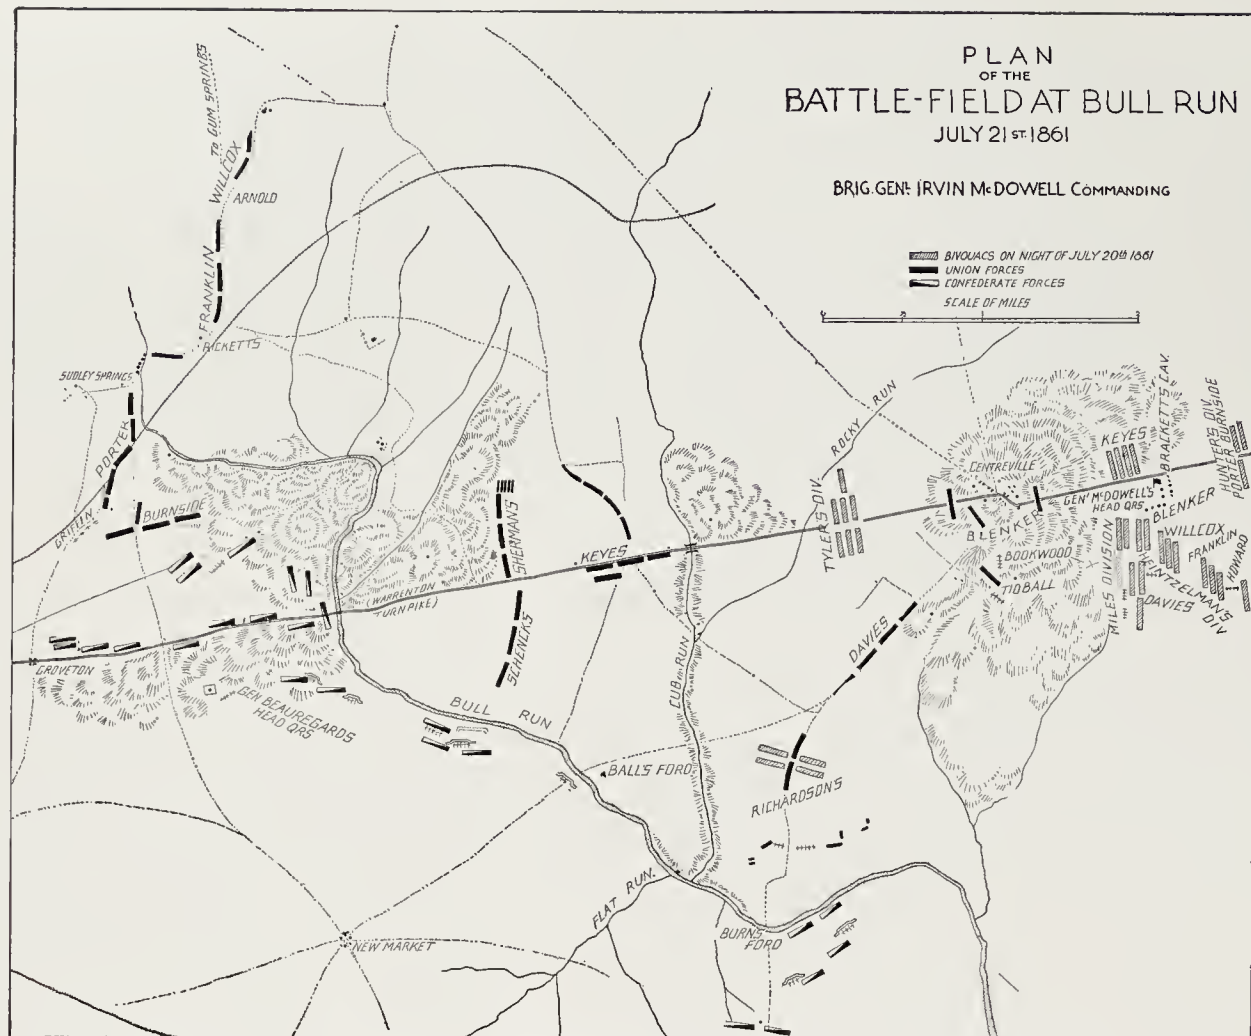 PLAN
OF THE
BATTLE-FIELD AT BULL RUN
JULY 21ST. 1861
BRIG. GENL. IRVIN McDOWELL COMMANDING
BIVOUACS ON NIGHT OF JULY 20th 1861
UNION FORCES
CONFEDERATE FORCES
SCALE OF MILES
TO GUM SPRINGS
WILLCOX
ARNOLD
FRANKLIN
RICKETTS
SUDLEY SPRINGS
PORTER
GRIFFIN
BURNSIDE
SHERMAN'S
KEYES
(WARRENTON
TURNPIKE)
SCHENCKS
GROVETON
GEN BEAUREGARDS
HEAD QRS
BULL RUN
BALL'S FORD
CUB RUN
FLAT RUN.
NEW MARKET
BURNS
FORD
RICHARDSONS
DAVIES
ROCKY RUN
TYLER'S DIV.
CENTREVILLE
BLENKER
BOOKWOOD
TIDBALL
KEYES
BRACKETT'S CAV.
HUNTER'S DIV.
PORTER BURNSIDE
GENL McDOWELL'S
HEAD QRS
BLENKER
MILES DIVISION
WILLCOX
FRANKLIN
HOWARD
HEINTZELMAN'S
DIV
DAVIES